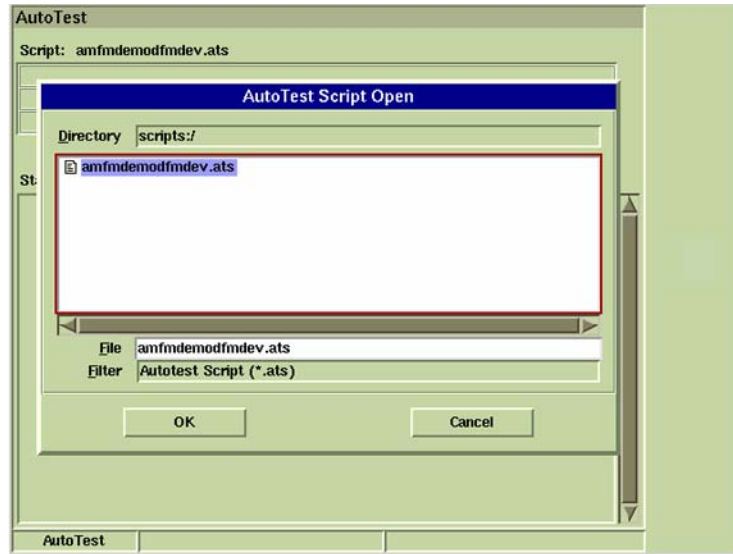 AutoTest
Script: amfmdemodfmdev.ats
AutoTest Script Open
Directory scripts:/
amfmdemodfmdev.ats
File amfmdemodfmdev.ats
Filter Autotest Script (*.ats)
OK Cancel
AutoTest